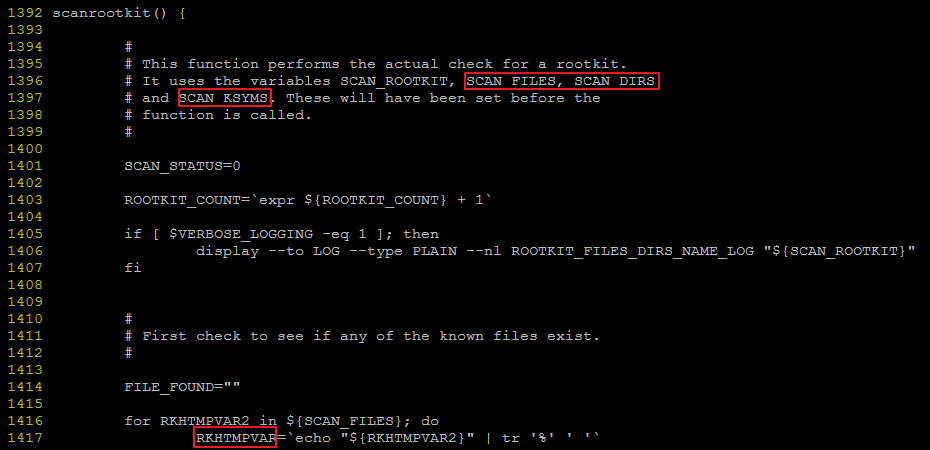 1392 scanrootkit() {
1393
1394         #
1395         # This function performs the actual check for a rootkit.
1396         # It uses the variables SCAN_ROOTKIT, SCAN_FILES, SCAN_DIRS
1397         # and SCAN_KSYMS. These will have been set before the
1398         # function is called.
1399         #
1400
1401         SCAN_STATUS=0
1402
1403         ROOTKIT_COUNT=`expr ${ROOTKIT_COUNT} + 1`
1404
1405         if [ $VERBOSE_LOGGING -eq 1 ]; then
1406                 display --to LOG --type PLAIN --nl ROOTKIT_FILES_DIRS_NAME_LOG "${SCAN_ROOTKIT}"
1407         fi
1408
1409
1410         #
1411         # First check to see if any of the known files exist.
1412         #
1413
1414         FILE_FOUND=""
1415
1416         for RKHTMPVAR2 in ${SCAN_FILES}; do
1417                 RKHTMPVAR=`echo "${RKHTMPVAR2}" | tr '%' ' '`